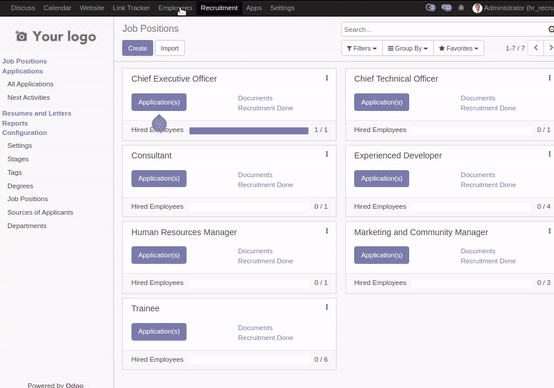 Discuss Calendar Website Link Tracker Employees Recruitment Apps Settings Administrator (hr_recru
Your logo
Job Positions
Applications
All Applications
Next Activities
Resumes and Letters
Reports
Configuration
Settings
Stages
Tags
Degrees
Job Positions
Sources of Applicants
Departments
Powered by Odoo
Job Positions
Search...
Create Import
Filters Group By Favorites 1-7 / 7
Chief Executive Officer
Application(s)
Documents
Recruitment Done
Hired Employees 1 / 1
Chief Technical Officer
Application(s)
Documents
Recruitment Done
Hired Employees 0 / 1
Consultant
Application(s)
Documents
Recruitment Done
Hired Employees 0 / 1
Experienced Developer
Application(s)
Documents
Recruitment Done
Hired Employees 0 / 4
Human Resources Manager
Application(s)
Documents
Recruitment Done
Hired Employees 0 / 1
Marketing and Community Manager
Application(s)
Documents
Recruitment Done
Hired Employees 0 / 3
Trainee
Application(s)
Documents
Recruitment Done
Hired Employees 0 / 6